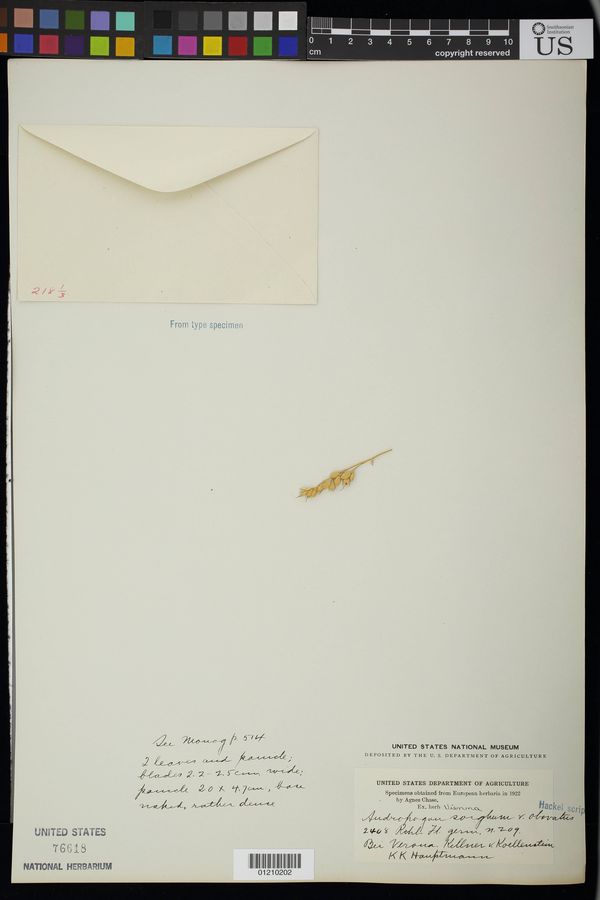 0 1 2 3 4 5 6 7 8 9 10
cm
copyright reserved
Smithsonian
Institution
US
218 1/3
From type specimen
See Monog p 514
2 leaves and panicle;
blades 2.2-2.5 cm wide;
panicle 20 x 4.7 cm, base
naked, rather dense
UNITED STATES
76618
NATIONAL HERBARIUM
01210202
UNITED STATES NATIONAL MUSEUM
DEPOSITED BY THE U. S. DEPARTMENT OF AGRICULTURE
UNITED STATES DEPARTMENT OF AGRICULTURE
Specimens obtained from European herbaria in 1922
by Agnes Chase,
Ex. herb Vienna
Hackel scrip
Andropogon sorghum v. obovatus
2408 Rchb. Fl germ. n. 209
Bei Verona Kellner v. Koellenstein
KK Hauptmann